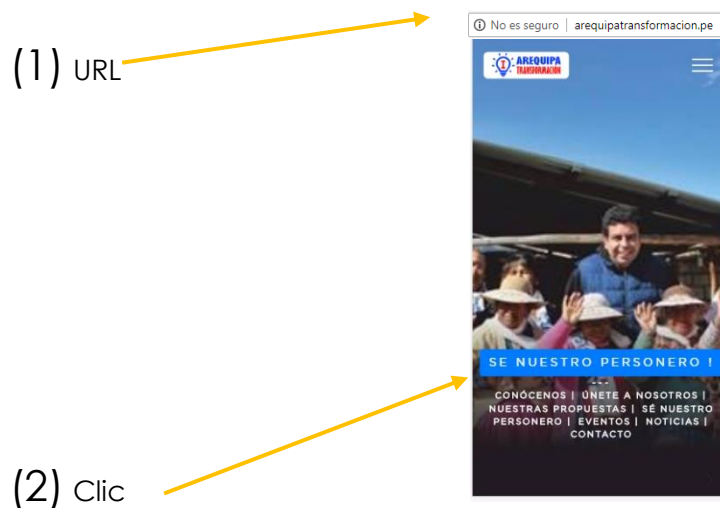 (1) URL
No es seguro | arequipatransformacion.pe
AREQUIPA
TRANSFORMACIÓN
SE NUESTRO PERSONERO !
---
CONÓCENOS | ÚNETE A NOSOTROS |
NUESTRAS PROPUESTAS | SÉ NUESTRO
PERSONERO | EVENTOS | NOTICIAS |
CONTACTO
(2) Clic